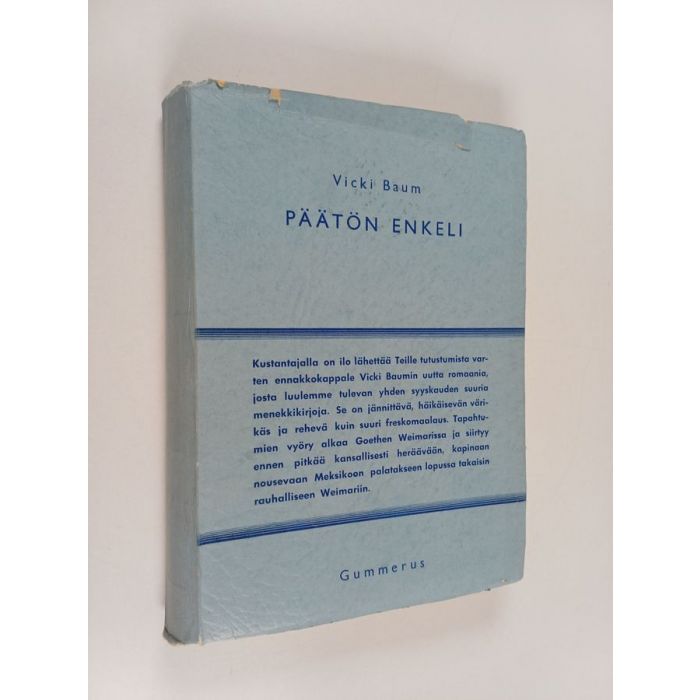 Vicki Baum
PÄÄTÖN ENKELI
Kustantajalla on ilo lähettää Teille tutustumista var-
ten ennakkokappale Vicki Baumin uutta romaania,
josta luulemme tulevan yhden syyskauden suuria
menekkikirjoja. Se on jännittävä, häikäisevän väri-
käs ja rehevä kuin suuri freskomaalaus. Tapahtu-
mien vyöry alkaa Goethen Weimarissa ja siirtyy
ennen pitkää kansallisesti heräävään, kapinaan
nousevaan Meksikoon palatakseen lopussa takaisin
rauhalliseen Weimariin.
Gummerus